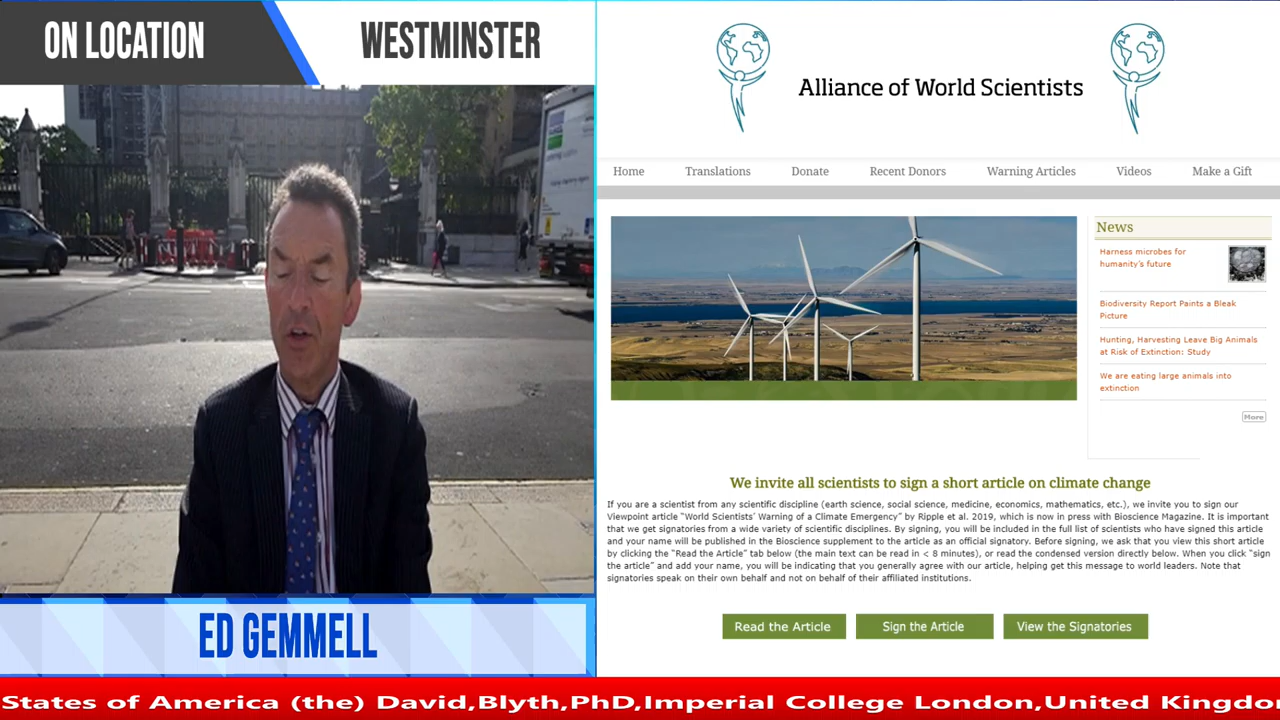 ON LOCATION
WESTMINSTER
Alliance of World Scientists
Home
Translations
Donate
Recent Donors
Warning Articles
Videos
Make a Gift
News
Harness microbes for
humanity's future
Biodiversity Report Paints a Bleak
Picture
Hunting, Harvesting Leave Big Animals
at Risk of Extinction: Study
We are eating large animals into
extinction
More
We invite all scientists to sign a short article on climate change
If you are a scientist from any scientific discipline (earth science, social science, medicine, economics, mathematics, etc.), we invite you to sign our
Viewpoint article "World Scientists' Warning of a Climate Emergency" by Ripple et al. 2019, which is now in press with Bioscience Magazine. It is important
that we get signatories from a wide variety of scientific disciplines. By signing, you will be included in the full list of scientists who have signed this article
and your name will be published in the Bioscience supplement to the article as an official signatory. Before signing, we ask that you view this short article
by clicking the "Read the Article" tab below (the main text can be read in < 8 minutes), or read the condensed version directly below. When you click "sign
the article" and add your name, you will be indicating that you generally agree with our article, helping get this message to world leaders. Note that
signatories speak on their own behalf and not on behalf of their affiliated institutions.
Read the Article
Sign the Article
View the Signatories
ED GEMMELL
States of America (the) David,Blyth,PhD,Imperial College London,United Kingdo